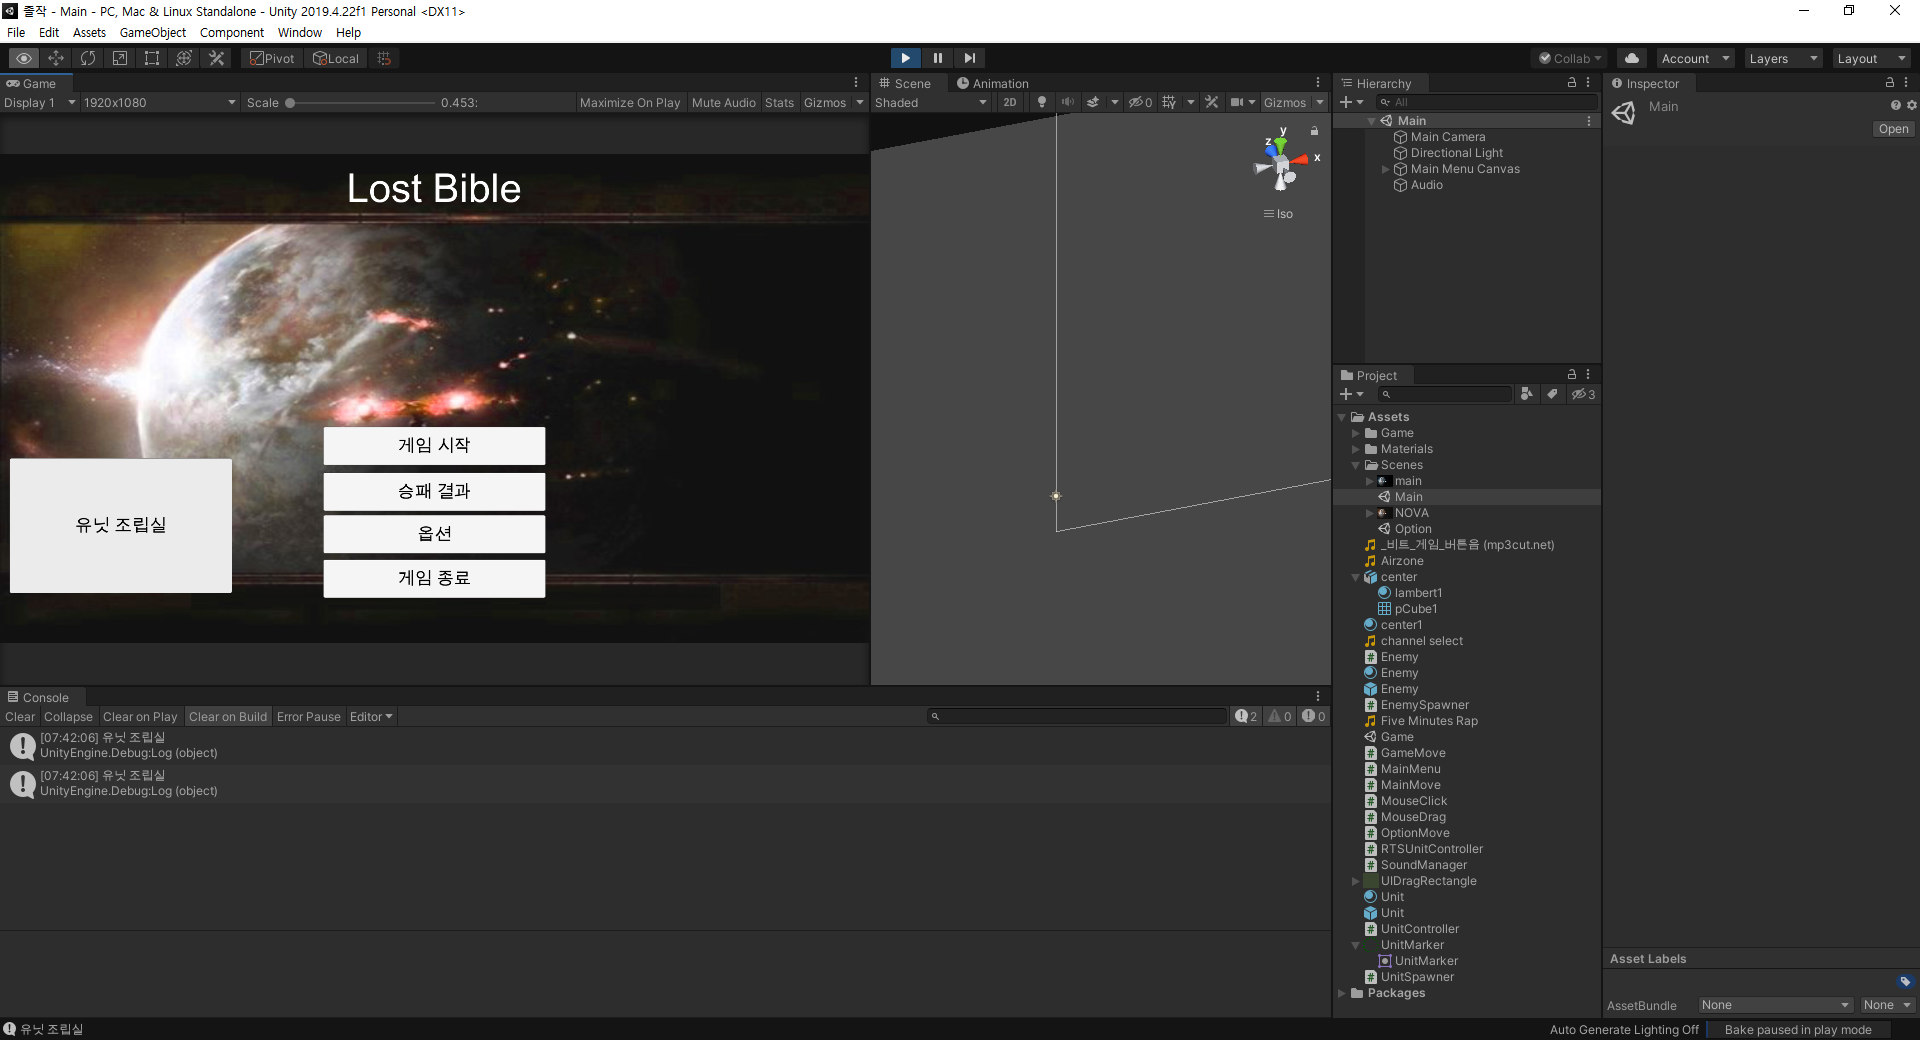 졸작 - Main - PC, Mac & Linux Standalone - Unity 2019.4.22f1 Personal <DX11>
File Edit Assets GameObject Component Window Help
Pivot Local Collab Account Layers Layout
Game
Display 1 1920x1080 Scale 0.453: Maximize On Play Mute Audio Stats Gizmos
Lost Bible
게임 시작
승패 결과
옵션
게임 종료
유닛 조립실
Scene Animation
Shaded 2D 0 Gizmos
y
z x
Iso
Hierarchy
All
Main
Main Camera
Directional Light
Main Menu Canvas
Audio
Project
3
Assets
Game
Materials
Scenes
main
Main
NOVA
Option
_비트_게임_버튼음 (mp3cut.net)
Airzone
center
lambert1
pCube1
center1
channel select
Enemy
Enemy
Enemy
EnemySpawner
Five Minutes Rap
Game
GameMove
MainMenu
MainMove
MouseClick
MouseDrag
OptionMove
RTSUnitController
SoundManager
UIDragRectangle
Unit
Unit
UnitController
UnitMarker
UnitMarker
UnitSpawner
Packages
Inspector
Main
Open
Asset Labels
AssetBundle None None
Console
Clear Collapse Clear on Play Clear on Build Error Pause Editor 2 0 0
[07:42:06] 유닛 조립실
UnityEngine.Debug:Log (object)
[07:42:06] 유닛 조립실
UnityEngine.Debug:Log (object)
유닛 조립실
Auto Generate Lighting Off Bake paused in play mode